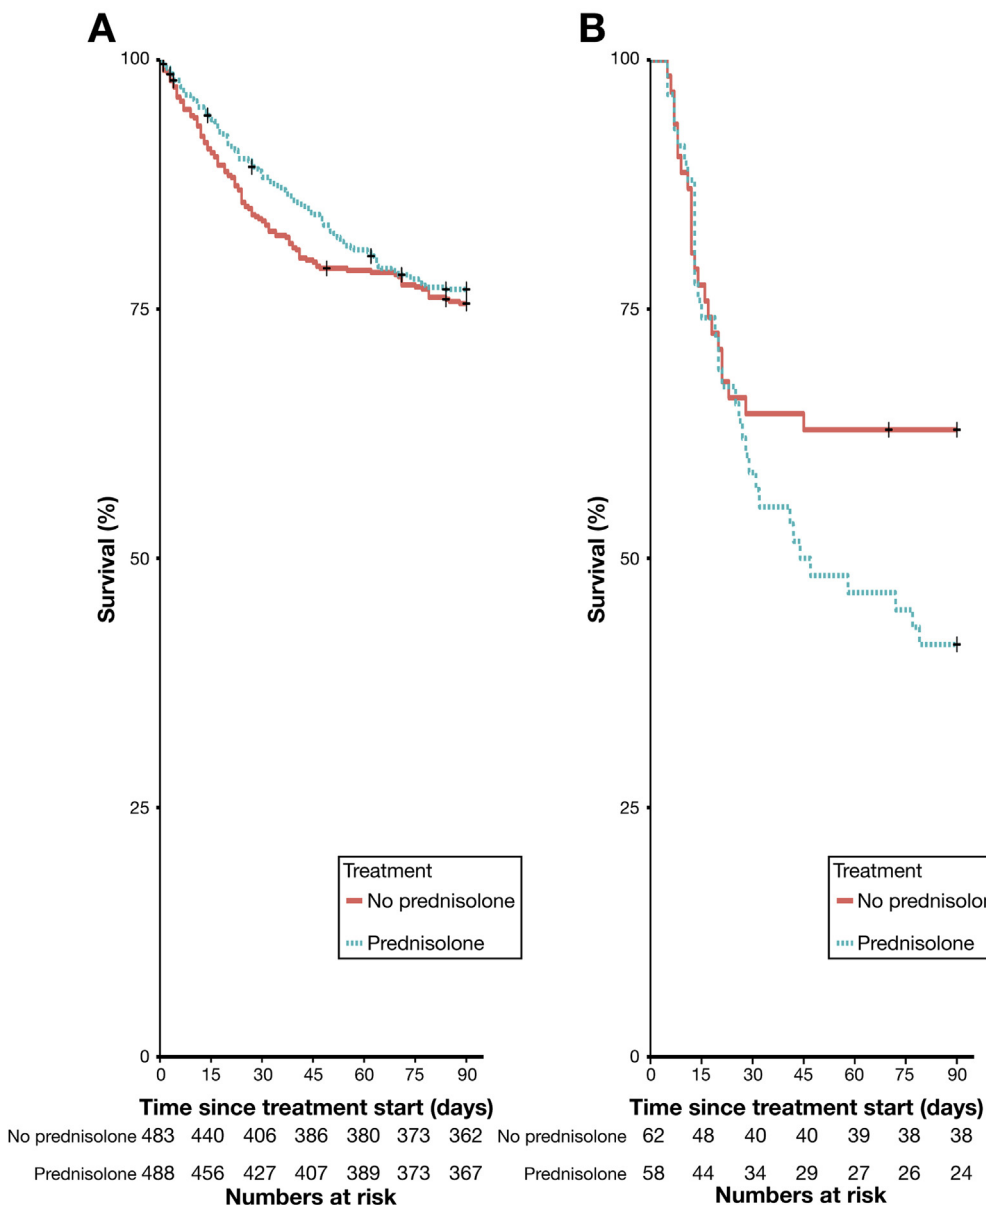 A
100
75
50
25
0
Survival (%)
Treatment
No prednisolone
Prednisolone
0 15 30 45 60 75 90
Time since treatment start (days)
No prednisolone 483 440 406 386 380 373 362
Prednisolone 488 456 427 407 389 373 367
Numbers at risk
B
100
75
50
25
0
Survival (%)
Treatment
No prednisolo
Prednisolone
0 15 30 45 60 75 90
Time since treatment start (days)
No prednisolone 62 48 40 40 39 38 38
Prednisolone 58 44 34 29 27 26 24
Numbers at risk